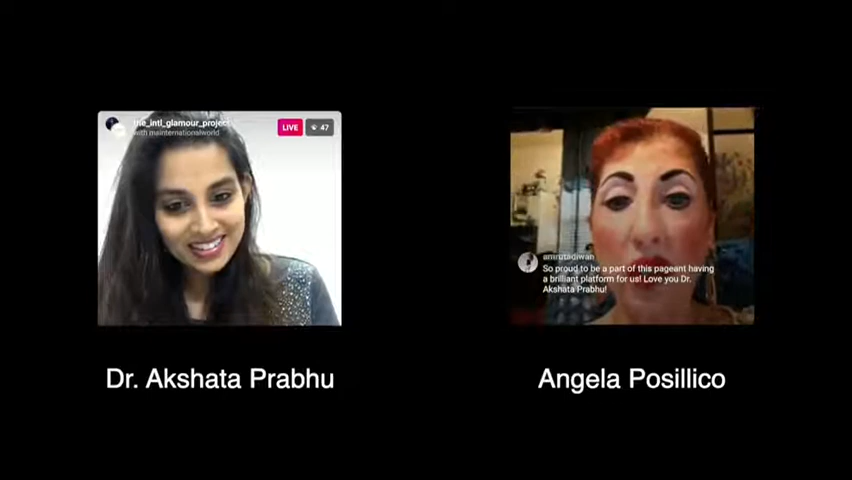 the_intl_glamour_project
with mainternationalworld
LIVE
47
amrutadiwan
So proud to be a part of this pageant having
a brilliant platform for us! Love you Dr.
Akshata Prabhu!
Dr. Akshata Prabhu
Angela Posillico